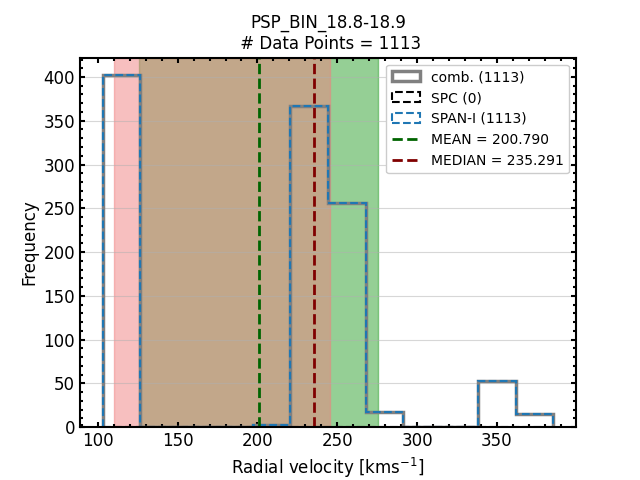 PSP_BIN_18.8-18.9
# Data Points = 1113
comb. (1113)
SPC (0)
SPAN-I (1113)
MEAN = 200.790
MEDIAN = 235.291
Frequency
400
350
300
250
200
150
100
50
0
100 150 200 250 300 350
Radial velocity [kms⁻¹]